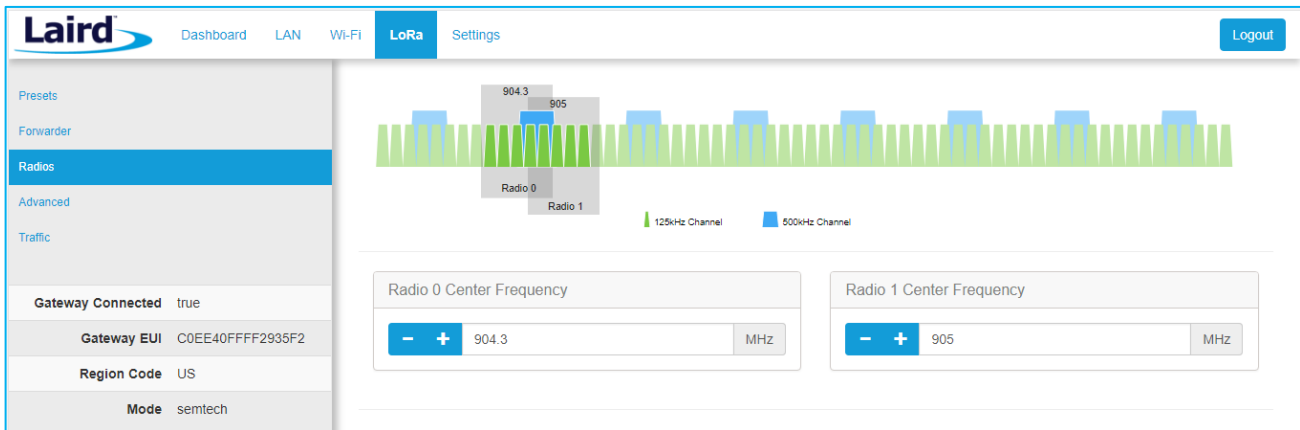 Laird™ Dashboard LAN Wi-Fi LoRa Settings Logout
Presets
Forwarder
Radios
Advanced
Traffic
Gateway Connected true
Gateway EUI C0EE40FFFF2935F2
Region Code US
Mode semtech
904.3
905
Radio 0
Radio 1
125kHz Channel 500kHz Channel
Radio 0 Center Frequency
− + 904.3 MHz
Radio 1 Center Frequency
− + 905 MHz